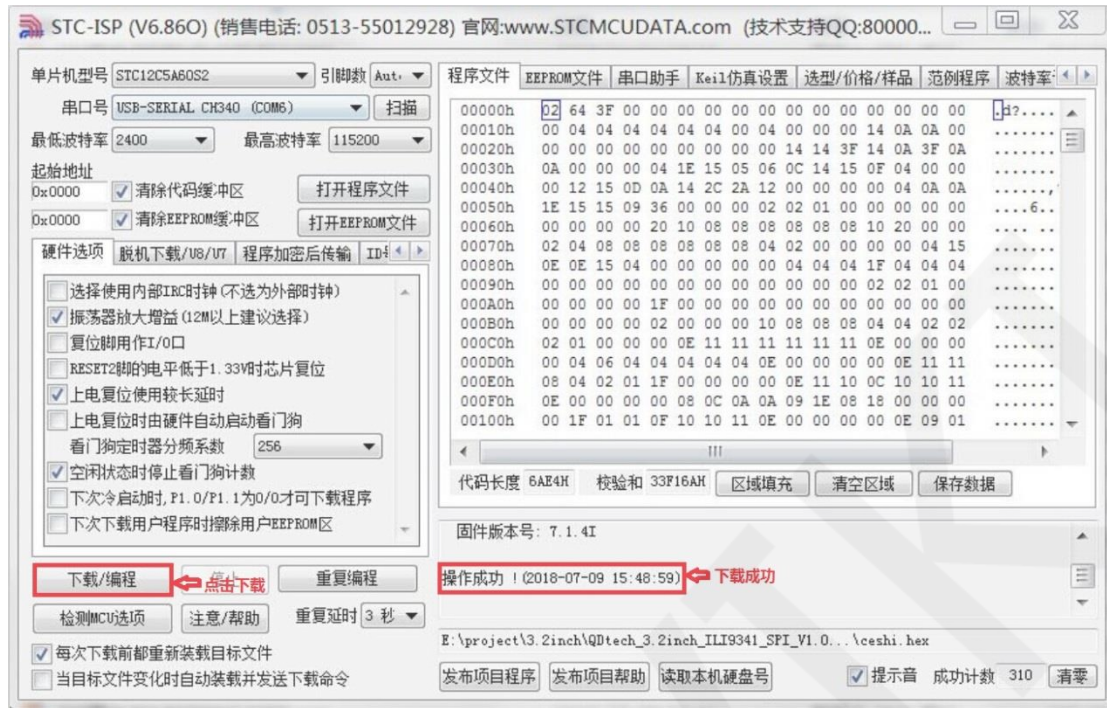 STC-ISP (V6.86O) (销售电话: 0513-55012928) 官网:www.STCMCUDATA.com (技术支持QQ:80000...
单片机型号 STC12C5A60S2 引脚数 Aut
串口号 USB-SERIAL CH340 (COM6) 扫描
最低波特率 2400 最高波特率 115200
起始地址
0x0000 清除代码缓冲区 打开程序文件
0x0000 清除EEPROM缓冲区 打开EEPROM文件
硬件选项 脱机下载/U8/U7 程序加密后传输
选择使用内部IRC时钟(不选为外部时钟)
振荡器放大增益(12M以上建议选择)
复位脚用作I/O口
RESET2脚的电平低于1.33V时芯片复位
上电复位使用较长延时
上电复位时由硬件自动启动看门狗
看门狗定时器分频系数 256
空闲状态时停止看门狗计数
下次冷启动时,P1.0/P1.1为0/0才可下载程序
下次下载用户程序时擦除用户EEPROM区
下载/编程 点击下载 重复编程
检测MCU选项 注意/帮助 重复延时 3 秒
每次下载前都重新装载目标文件
当目标文件变化时自动装载并发送下载命令
程序文件 EEPROM文件 串口助手 Keil仿真设置 选型/价格/样品 范例程序 波特率
00000h 02 64 3F 00 00 00 00 00 00 00 00 00 00 00 00 00 .d?....
00010h 00 04 04 04 04 04 04 00 04 00 00 00 14 0A 0A 00 .......
00020h 00 00 00 00 00 00 00 00 00 14 14 3F 14 0A 3F 0A .......
00030h 0A 00 00 00 04 1E 15 05 06 0C 14 15 0F 04 00 00 .......
00040h 00 12 15 0D 0A 14 2C 2A 12 00 00 00 00 04 0A 0A ......,
00050h 1E 15 15 09 36 00 00 00 02 02 01 00 00 00 00 00 ....6..
00060h 00 00 00 00 20 10 08 08 08 08 08 08 10 20 00 00 .... ..
00070h 02 04 08 08 08 08 08 08 04 02 00 00 00 00 04 15 .......
00080h 0E 0E 15 04 00 00 00 00 00 04 04 04 1F 04 04 04 .......
00090h 00 00 00 00 00 00 00 00 00 00 00 00 02 02 01 00 .......
000A0h 00 00 00 00 1F 00 00 00 00 00 00 00 00 00 00 00 .......
000B0h 00 00 00 00 02 00 00 00 10 08 08 08 04 04 02 02 .......
000C0h 02 01 00 00 00 0E 11 11 11 11 11 11 0E 00 00 00 .......
000D0h 00 04 06 04 04 04 04 04 0E 00 00 00 00 0E 11 11 .......
000E0h 08 04 02 01 1F 00 00 00 00 0E 11 10 0C 10 10 11 .......
000F0h 0E 00 00 00 00 08 0C 0A 0A 09 1E 08 18 00 00 00 .......
00100h 00 1F 01 01 0F 10 10 11 0E 00 00 00 00 0E 09 01 .......
代码长度 6AE4H 校验和 33F16AH 区域填充 清空区域 保存数据
固件版本号: 7.1.4I
操作成功 !(2018-07-09 15:48:59) 下载成功
E:\project\3.2inch\QDtech_3.2inch_ILI9341_SPI_V1.0...\ceshi.hex
发布项目程序 发布项目帮助 读取本机硬盘号 提示音 成功计数 310 清零